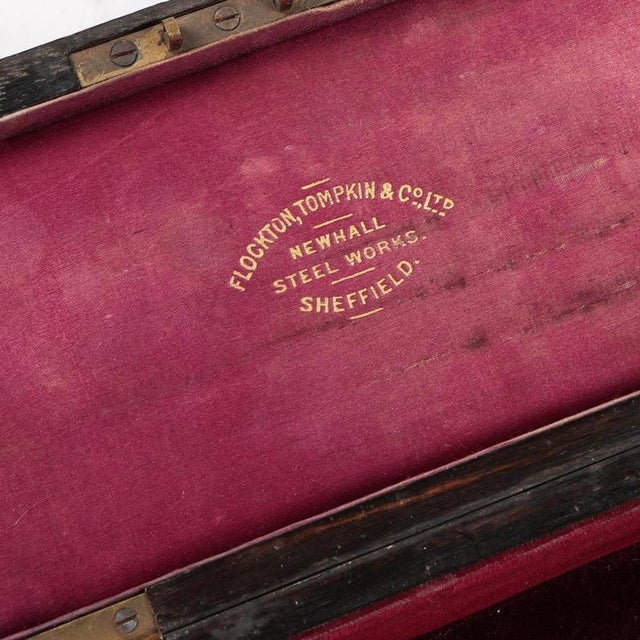 FLOCKTON, TOMPKIN & CO., LTD.
NEWHALL
STEEL WORKS.
SHEFFIELD.